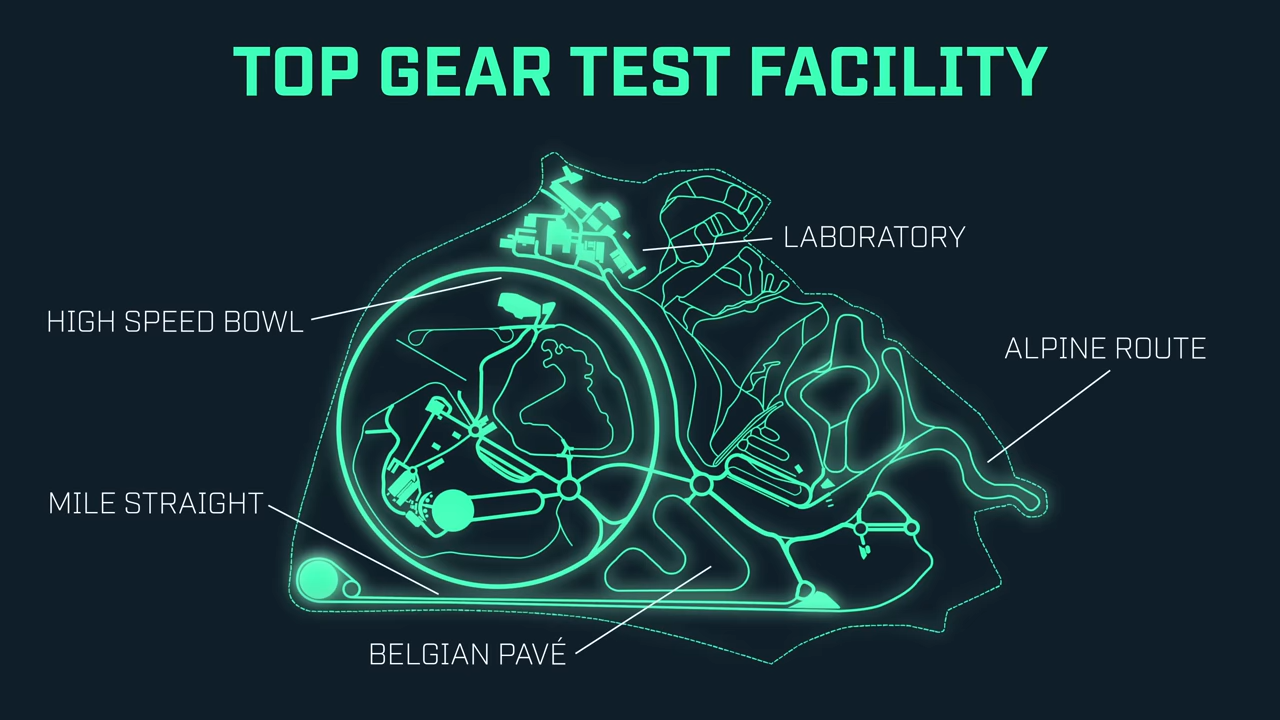 TOP GEAR TEST FACILITY
LABORATORY
HIGH SPEED BOWL
ALPINE ROUTE
MILE STRAIGHT
BELGIAN PAVÉ